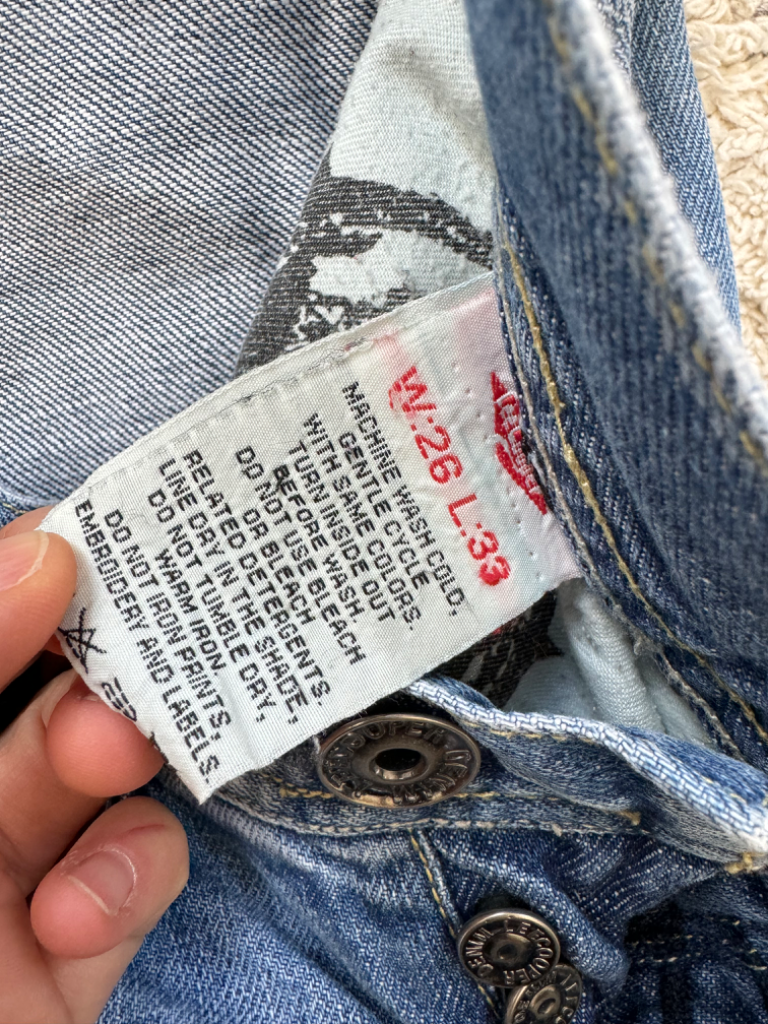 W:26 L:33
MACHINE WASH COLD,
GENTLE CYCLE
WITH SAME COLORS.
TURN INSIDE OUT
BEFORE WASH.
DO NOT USE BLEACH
OR BLEACH
RELATED DETERGENTS.
LINE DRY IN THE SHADE,
DO NOT TUMBLE DRY,
WARM IRON
DO NOT IRON PRINTS,
EMBROIDERY AND LABELS.
DENIM LEECOOPER